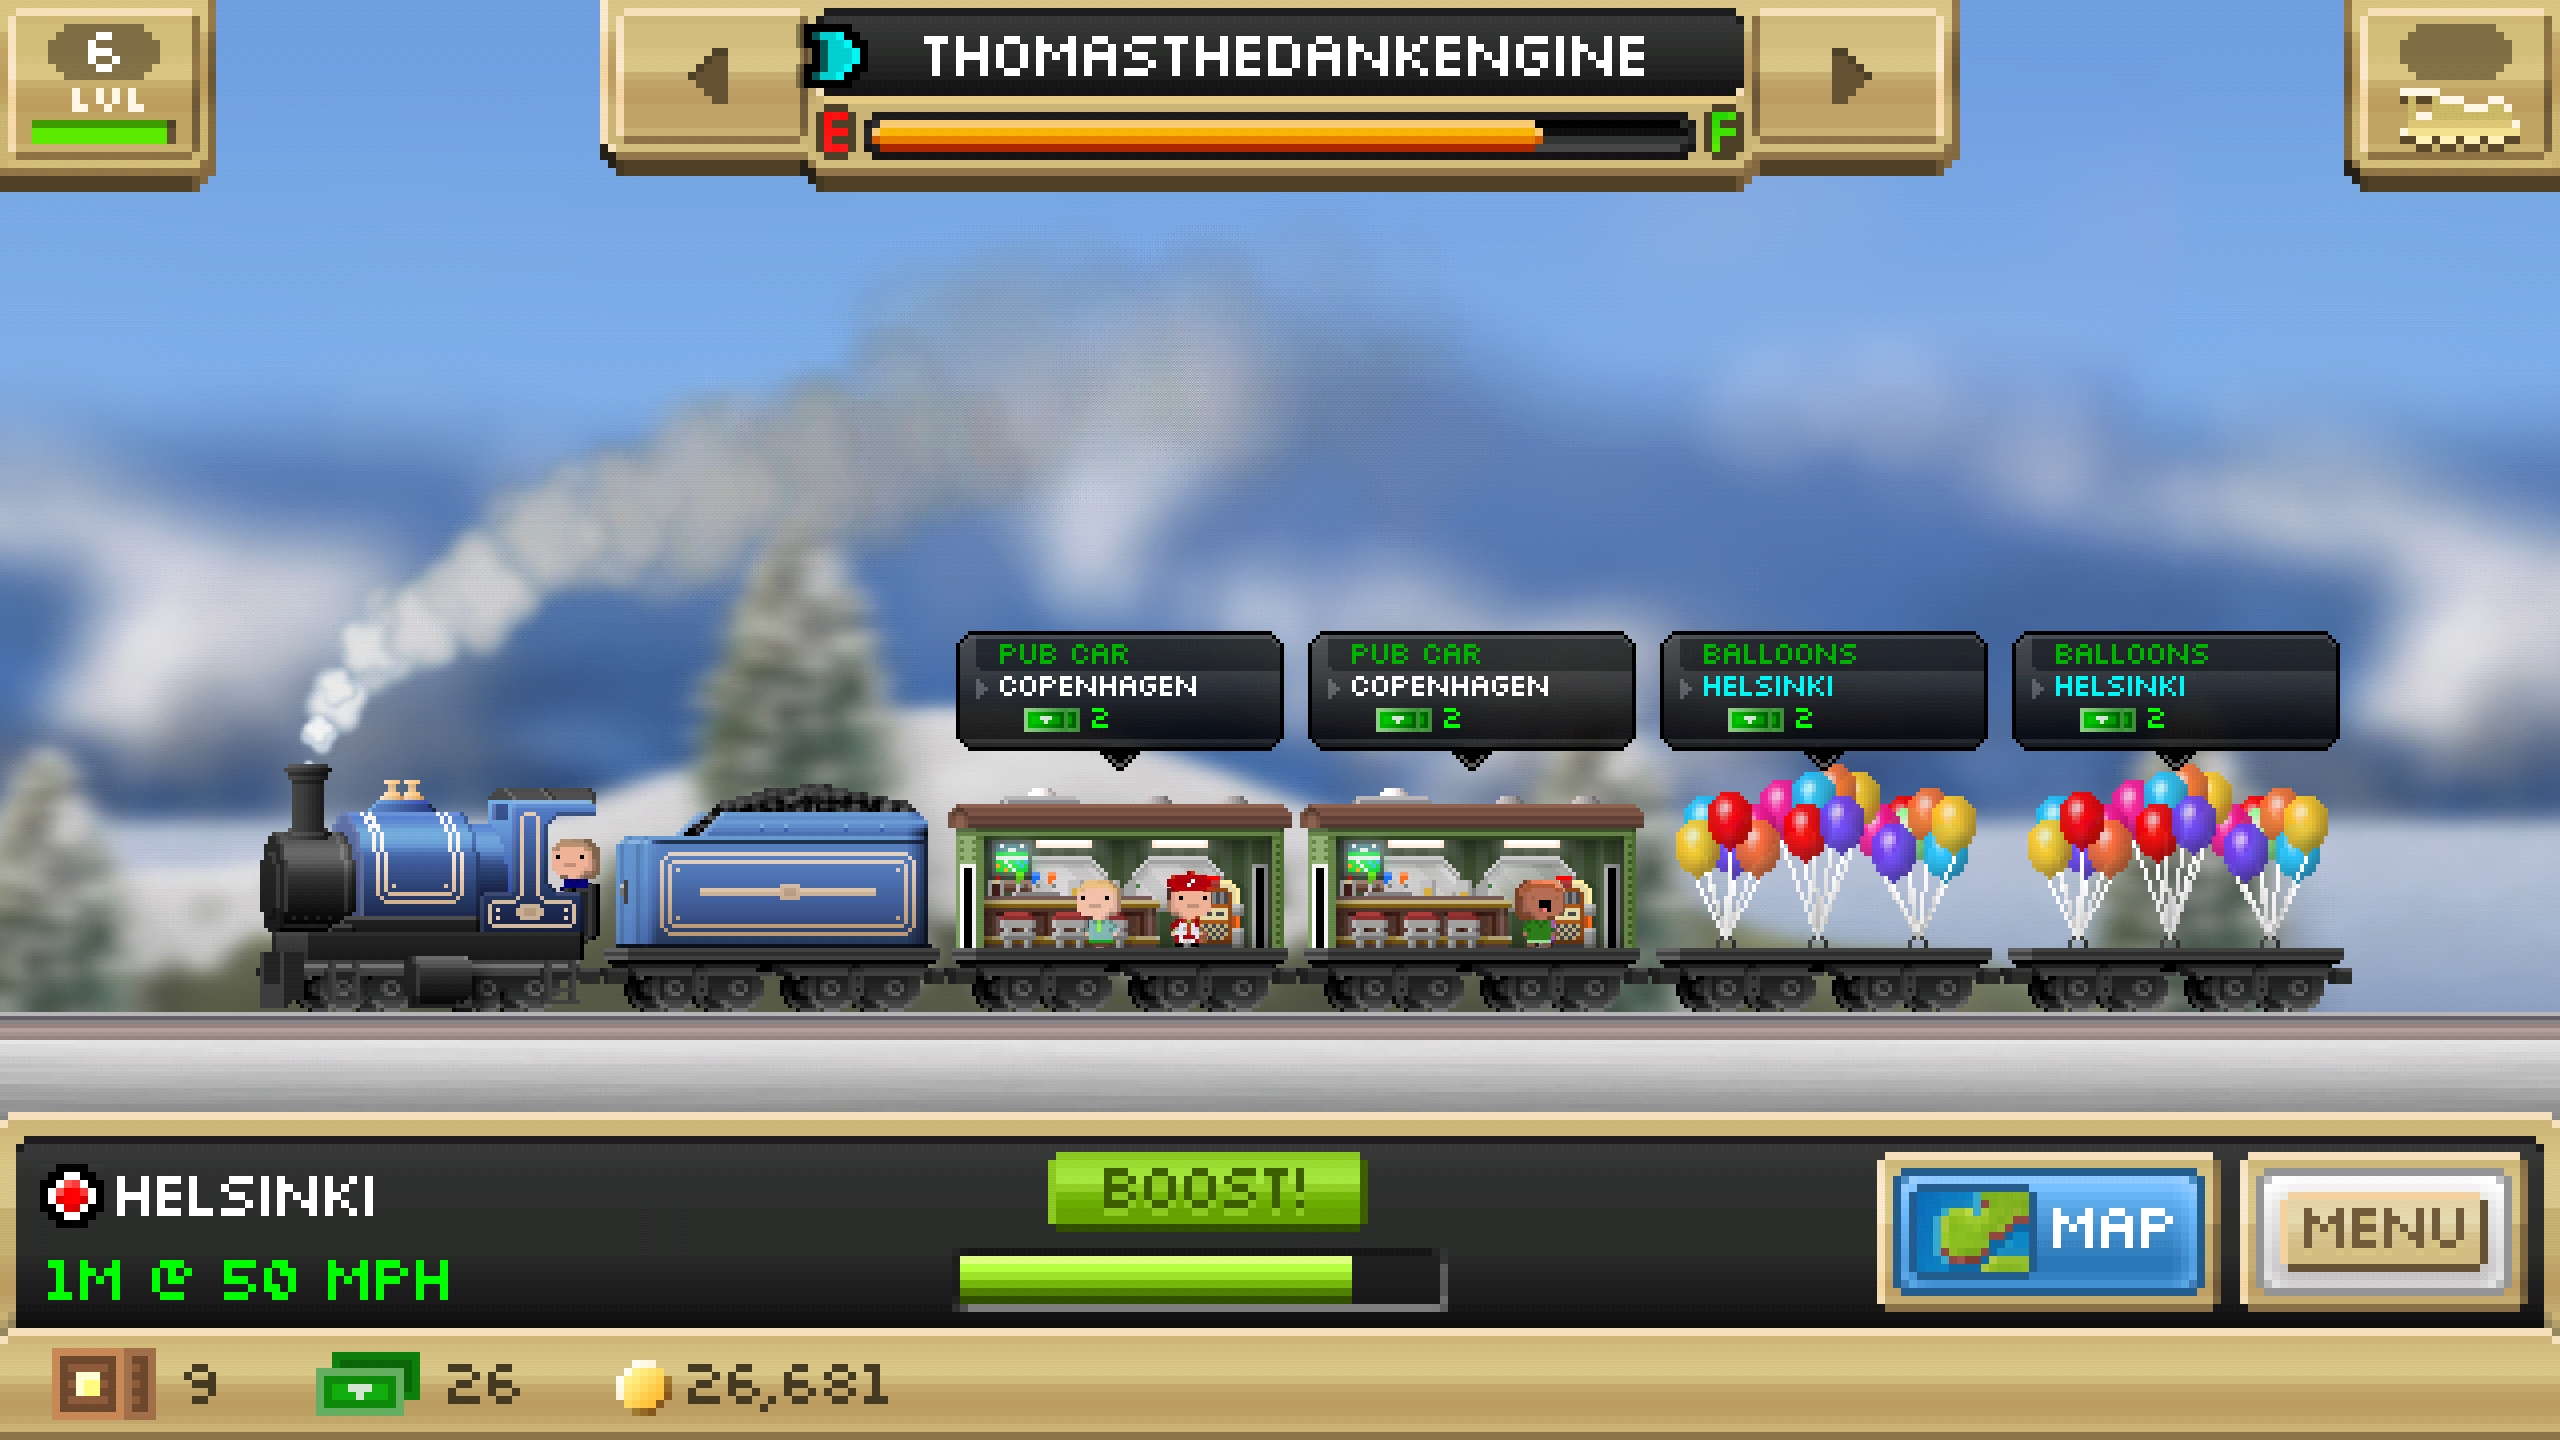 6
LVL
THOMASTHEDANKENGINE
E F
PUB CAR
COPENHAGEN
2
PUB CAR
COPENHAGEN
2
BALLOONS
HELSINKI
2
BALLOONS
HELSINKI
2
HELSINKI
1M @ 50 MPH
BOOST!
MAP
MENU
9
26
26,681